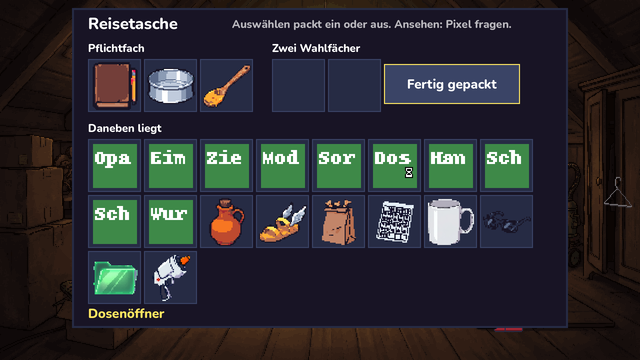 Reisetasche
Auswählen packt ein oder aus. Ansehen: Pixel fragen.
Pflichtfach
Zwei Wahlfächer
Fertig gepackt
Daneben liegt
Opa Eim Zie Mod Sor Dos Han Sch
Sch Wur
Dosenöffner